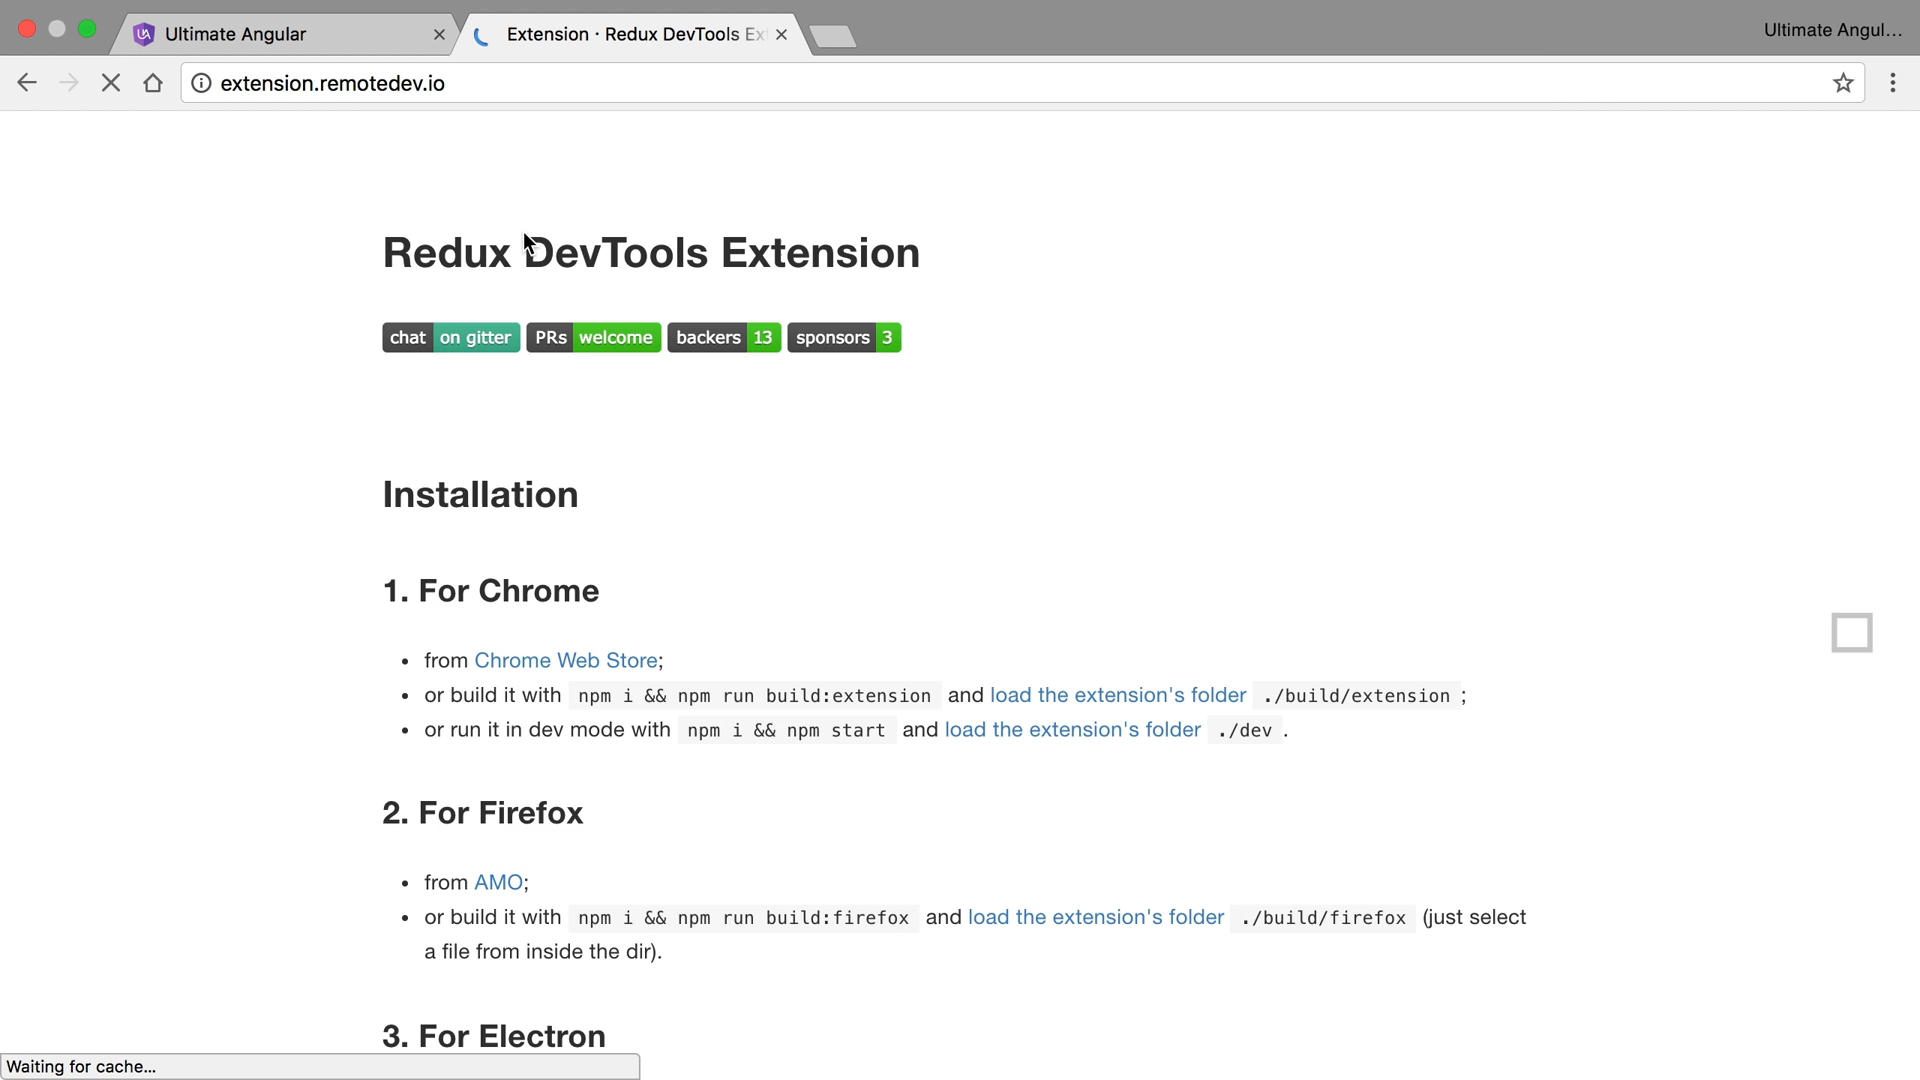 Ultimate Angular
Extension · Redux DevTools Ex
Ultimate Angul...
extension.remotedev.io
Redux DevTools Extension
chat on gitter PRs welcome backers 13 sponsors 3
Installation
1. For Chrome
• from Chrome Web Store;
• or build it with npm i && npm run build:extension and load the extension's folder ./build/extension ;
• or run it in dev mode with npm i && npm start and load the extension's folder ./dev .
2. For Firefox
• from AMO;
• or build it with npm i && npm run build:firefox and load the extension's folder ./build/firefox (just select
a file from inside the dir).
3. For Electron
Waiting for cache...